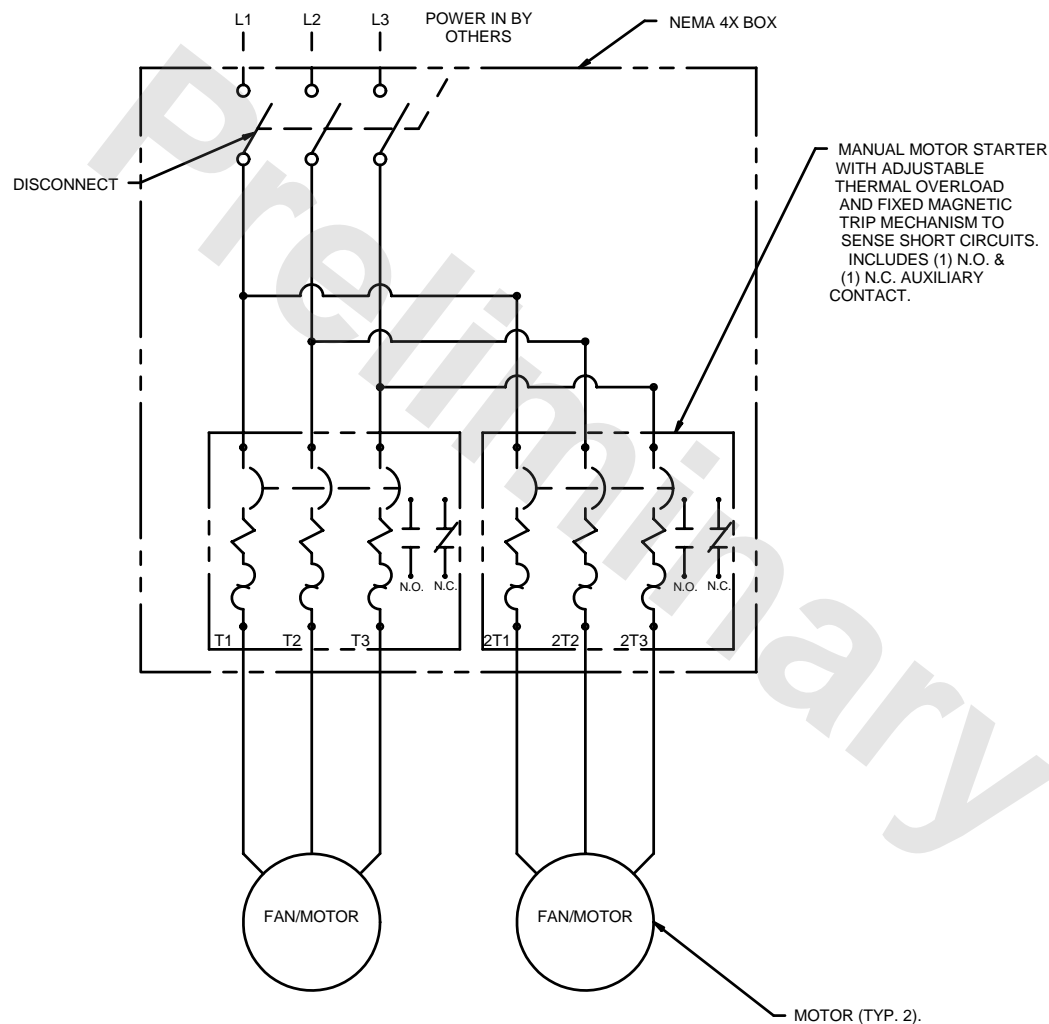 L1 L2 L3
POWER IN BY
OTHERS
NEMA 4X BOX
DISCONNECT
MANUAL MOTOR STARTER
WITH ADJUSTABLE
THERMAL OVERLOAD
AND FIXED MAGNETIC
TRIP MECHANISM TO
SENSE SHORT CIRCUITS.
INCLUDES (1) N.O. &
(1) N.C. AUXILIARY
CONTACT.
N.O. N.C. N.O. N.C.
T1 T2 T3 2T1 2T2 2T3
FAN/MOTOR FAN/MOTOR
MOTOR (TYP. 2).
Preliminary